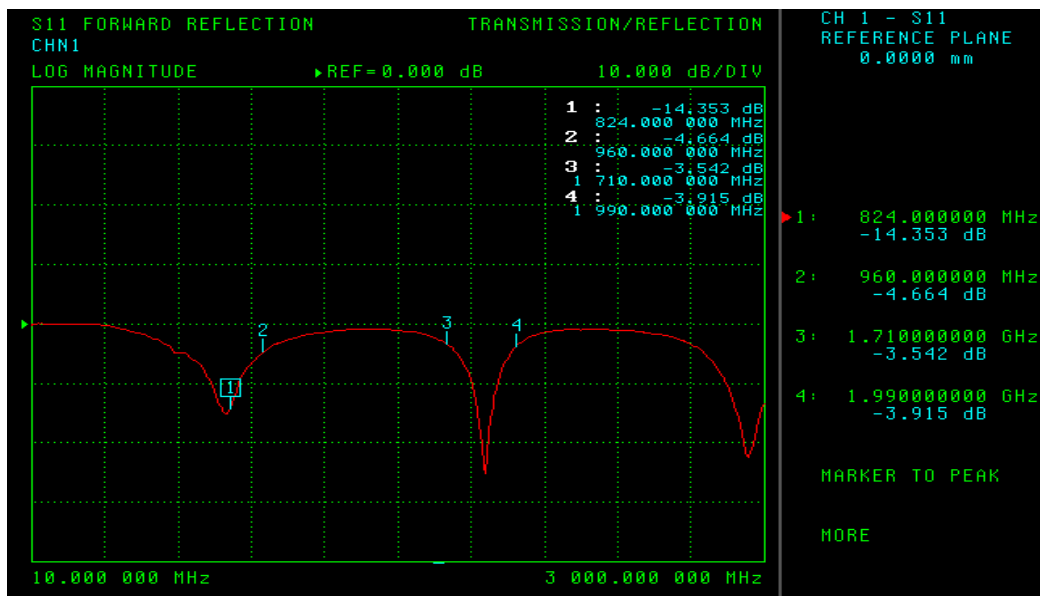 S11 FORWARD REFLECTION TRANSMISSION/REFLECTION
CHN1
LOG MAGNITUDE ▶REF=0.000 dB 10.000 dB/DIV
1 : -14.353 dB
824.000 000 MHz
2 : -4.664 dB
960.000 000 MHz
3 : -3.542 dB
1 710.000 000 MHz
4 : -3.915 dB
1 990.000 000 MHz
1
2
3
4
10.000 000 MHz 3 000.000 000 MHz
CH 1 - S11
REFERENCE PLANE
0.0000 mm
▶1: 824.000000 MHz
-14.353 dB
2: 960.000000 MHz
-4.664 dB
3: 1.710000000 GHz
-3.542 dB
4: 1.990000000 GHz
-3.915 dB
MARKER TO PEAK
MORE